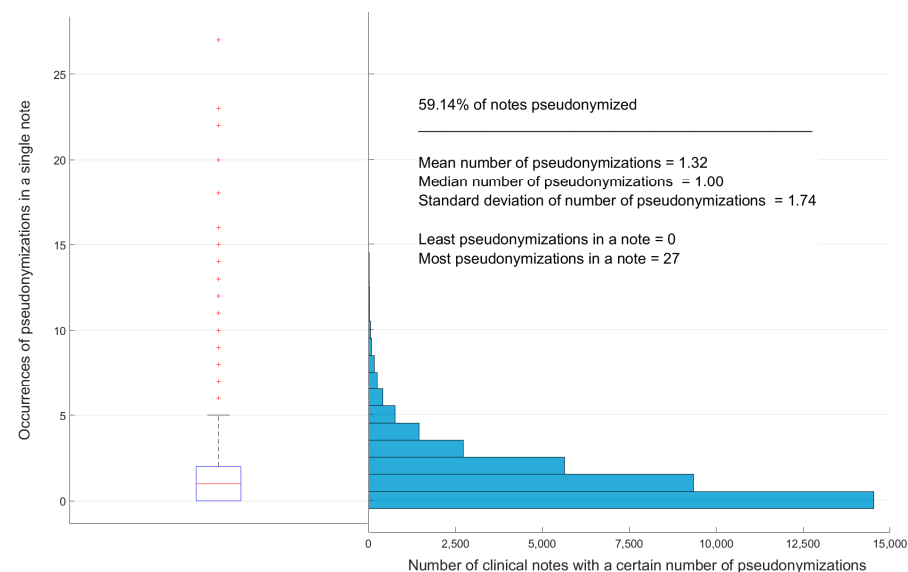 Occurrences of pseudonymizations in a single note
25
20
15
10
5
0
59.14% of notes pseudonymized
Mean number of pseudonymizations = 1.32
Median number of pseudonymizations = 1.00
Standard deviation of number of pseudonymizations = 1.74
Least pseudonymizations in a note = 0
Most pseudonymizations in a note = 27
0 2,500 5,000 7,500 10,000 12,500 15,000
Number of clinical notes with a certain number of pseudonymizations